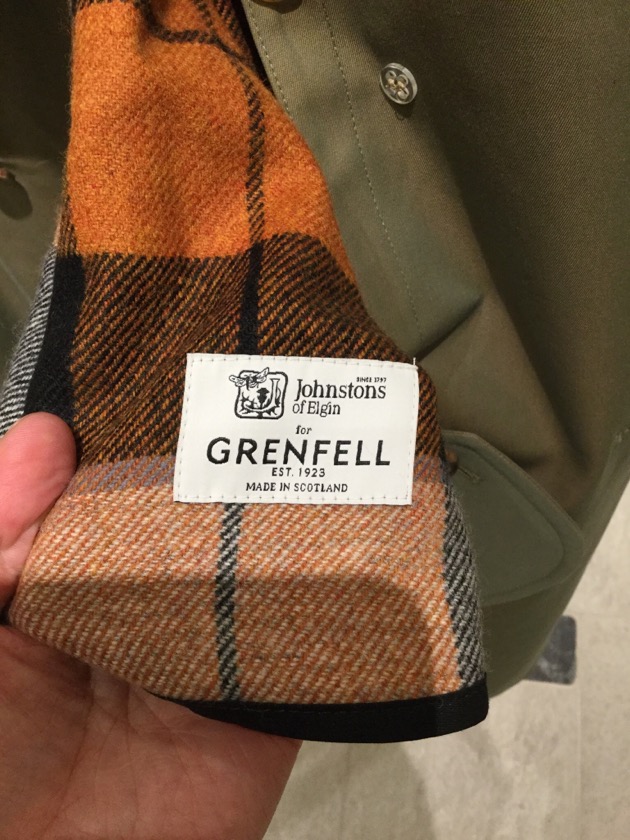 SINCE 1797
Johnstons
of Elgin
for
GRENFELL
EST. 1923
MADE IN SCOTLAND